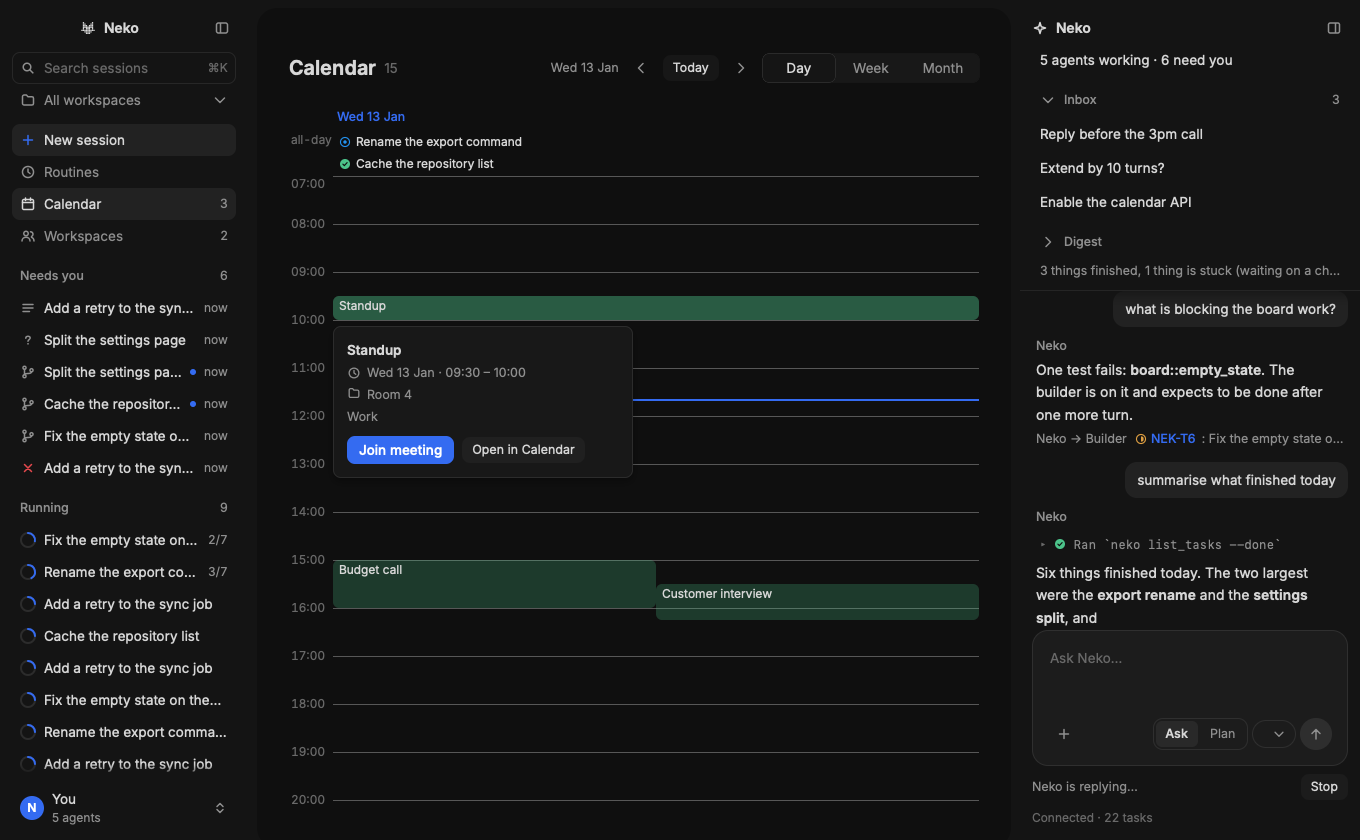 Neko
Search sessions ⌘K
All workspaces
New session
Routines
Calendar 3
Workspaces 2
Needs you 6
Add a retry to the syn... now
Split the settings page now
Split the settings pa... now
Cache the repositor... now
Fix the empty state o... now
Add a retry to the syn... now
Running 9
Fix the empty state on... 2/7
Rename the export co... 3/7
Add a retry to the sync job
Cache the repository list
Add a retry to the sync job
Fix the empty state on the...
Rename the export comma...
Add a retry to the sync job
N
You
5 agents
Calendar 15
Wed 13 Jan
Today
Day Week Month
Wed 13 Jan
all-day
Rename the export command
Cache the repository list
07:00
08:00
09:00
Standup
10:00
Standup
Wed 13 Jan · 09:30 – 10:00
Room 4
Work
Join meeting Open in Calendar
11:00
12:00
13:00
14:00
15:00
Budget call
Customer interview
16:00
17:00
18:00
19:00
20:00
Neko
5 agents working · 6 need you
Inbox 3
Reply before the 3pm call
Extend by 10 turns?
Enable the calendar API
Digest
3 things finished, 1 thing is stuck (waiting on a ch...
what is blocking the board work?
Neko
One test fails: board::empty_state. The
builder is on it and expects to be done after
one more turn.
Neko → Builder NEK-T6 : Fix the empty state o...
summarise what finished today
Neko
Ran `neko list_tasks --done`
Six things finished today. The two largest
were the export rename and the settings
split, and
Ask Neko...
Ask Plan
Neko is replying... Stop
Connected · 22 tasks